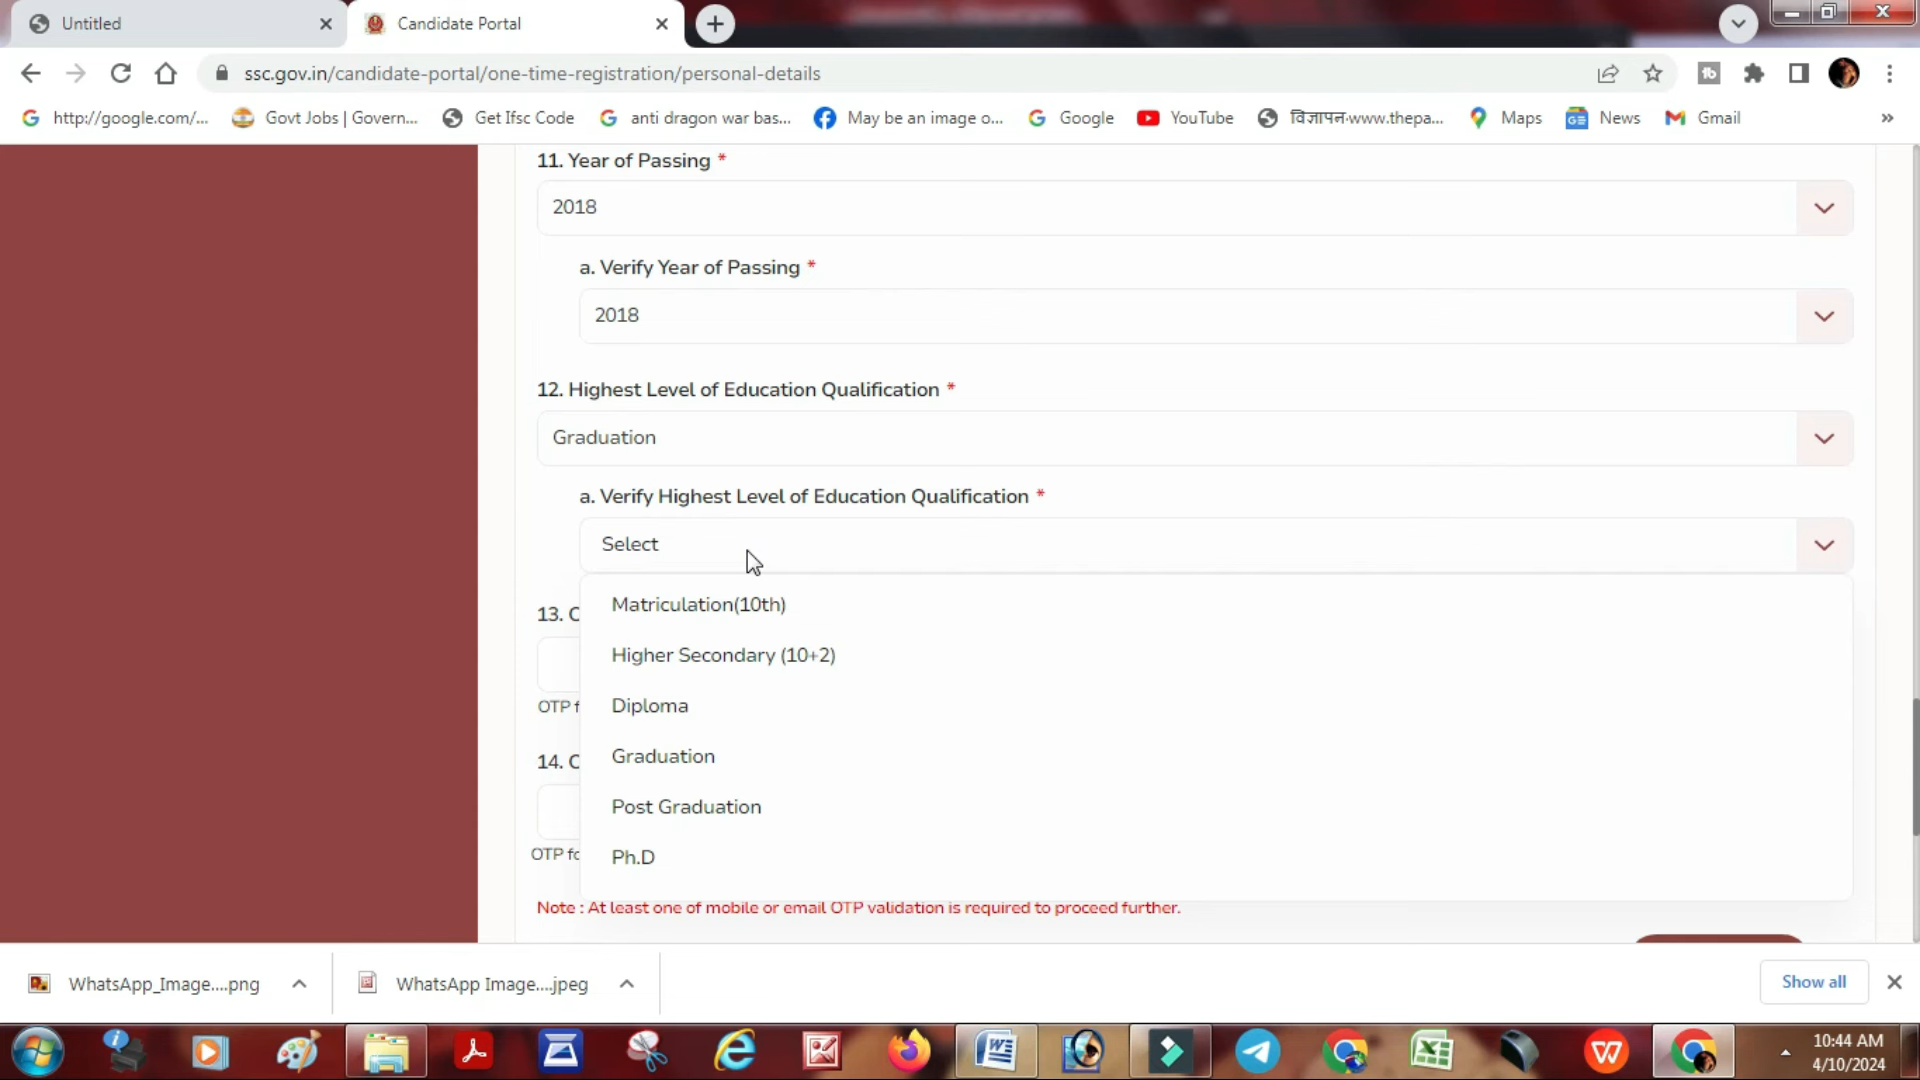 Untitled
Candidate Portal
ssc.gov.in/candidate-portal/one-time-registration/personal-details
http://google.com/...
Govt Jobs | Govern...
Get Ifsc Code
anti dragon war bas...
May be an image o...
Google
YouTube
विज्ञापन-www.thepa...
Maps
News
Gmail
»
11. Year of Passing *
2018
a. Verify Year of Passing *
2018
12. Highest Level of Education Qualification *
Graduation
a. Verify Highest Level of Education Qualification *
Select
Matriculation(10th)
13. C
Higher Secondary (10+2)
OTP f
Diploma
14. C
Graduation
Post Graduation
OTP fo
Ph.D
Note : At least one of mobile or email OTP validation is required to proceed further.
WhatsApp_Image....png
WhatsApp Image....jpeg
Show all
10:44 AM
4/10/2024